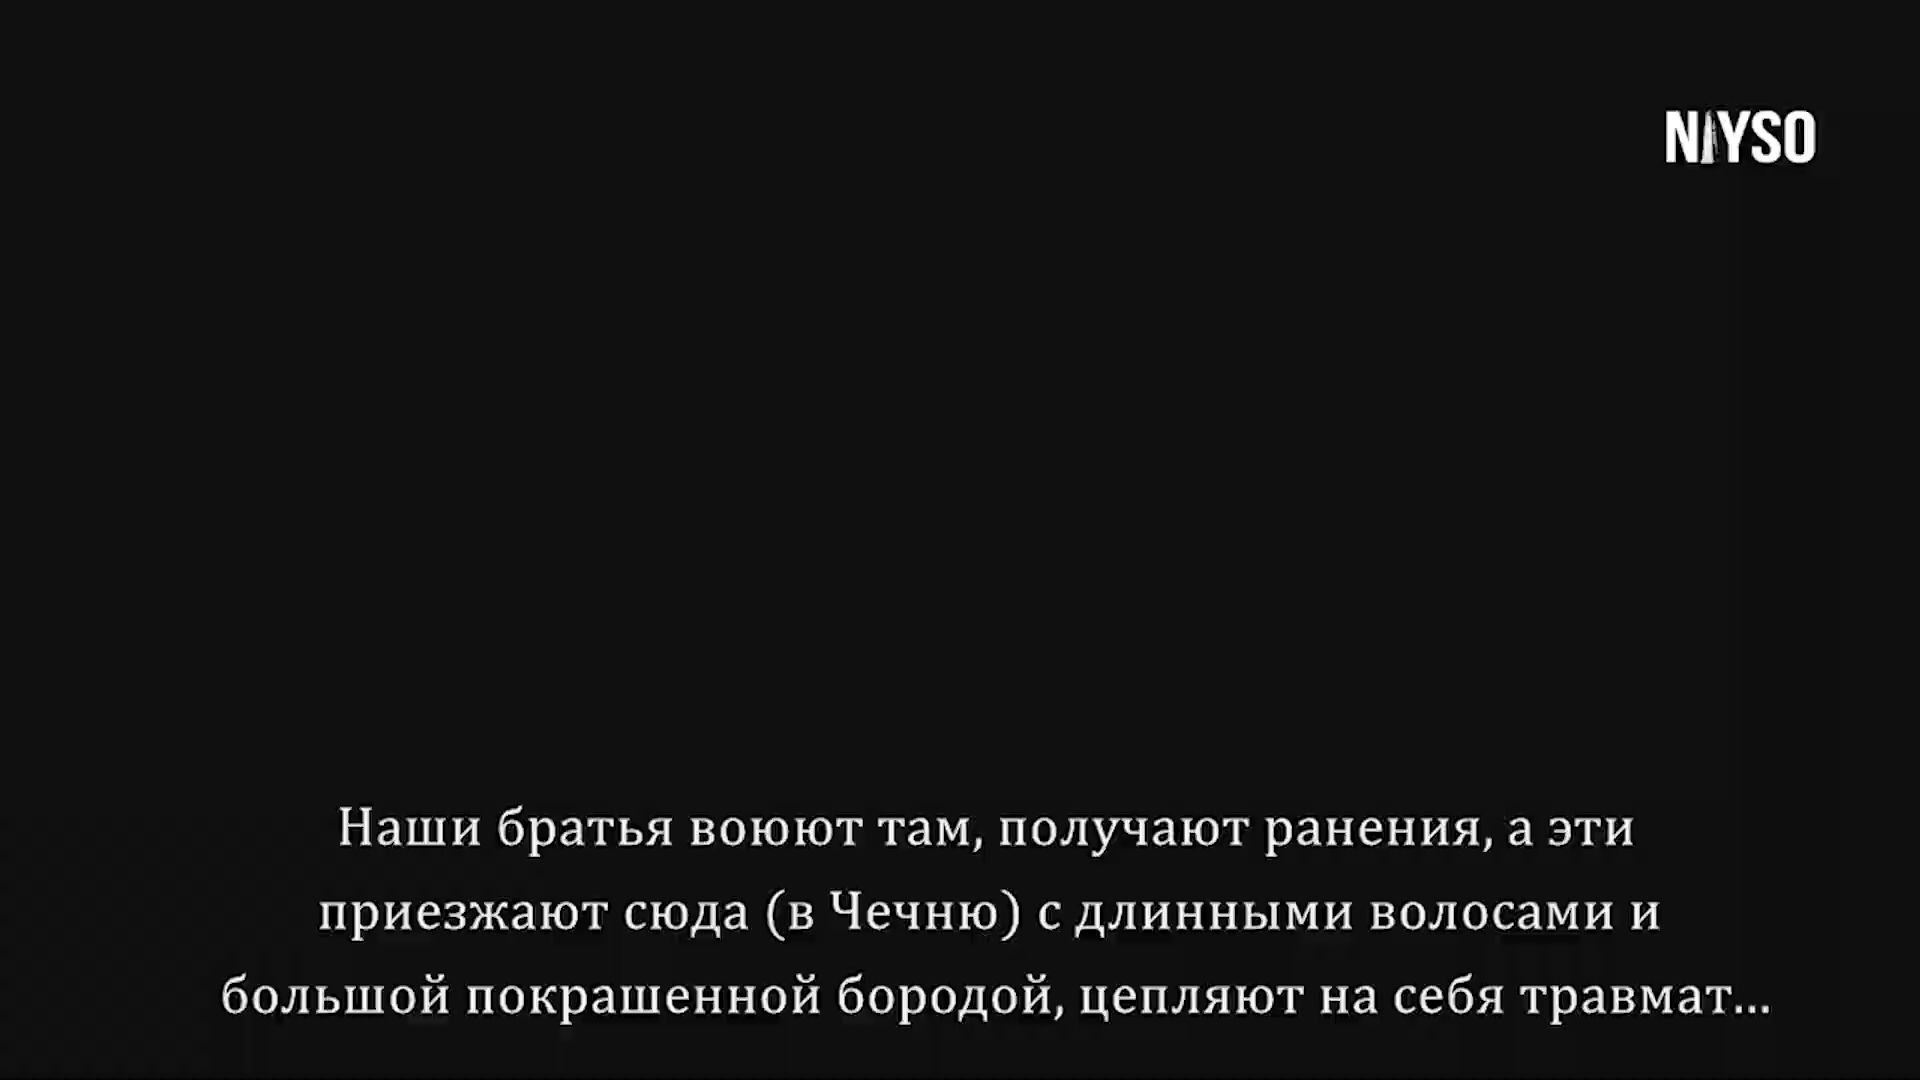 NIYSO
Наши братья воюют там, получают ранения, а эти
приезжают сюда (в Чечню) с длинными волосами и
большой покрашенной бородой, цепляют на себя травмат...